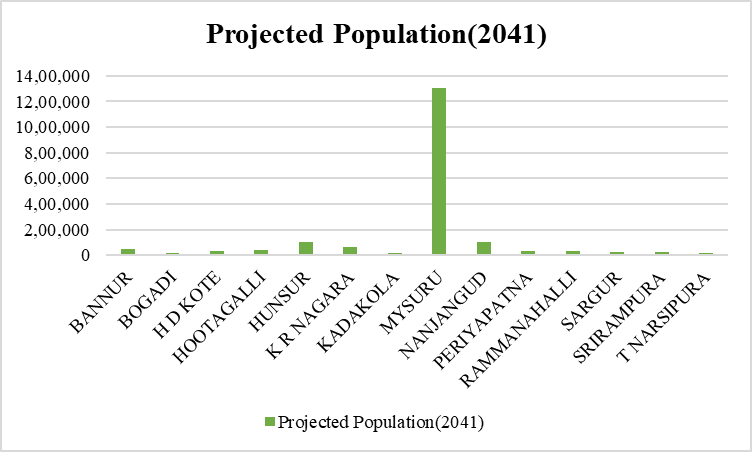 Projected Population(2041)
14,00,000
12,00,000
10,00,000
8,00,000
6,00,000
4,00,000
2,00,000
0
BANNUR
BOGADI
H D KOTE
HOOTAGALLI
HUNSUR
K R NAGARA
KADAKOLA
MYSURU
NANJANGUD
PERIYAPATNA
RAMMANAHALLI
SARGUR
SRIRAMPURA
T NARSIPURA
Projected Population(2041)